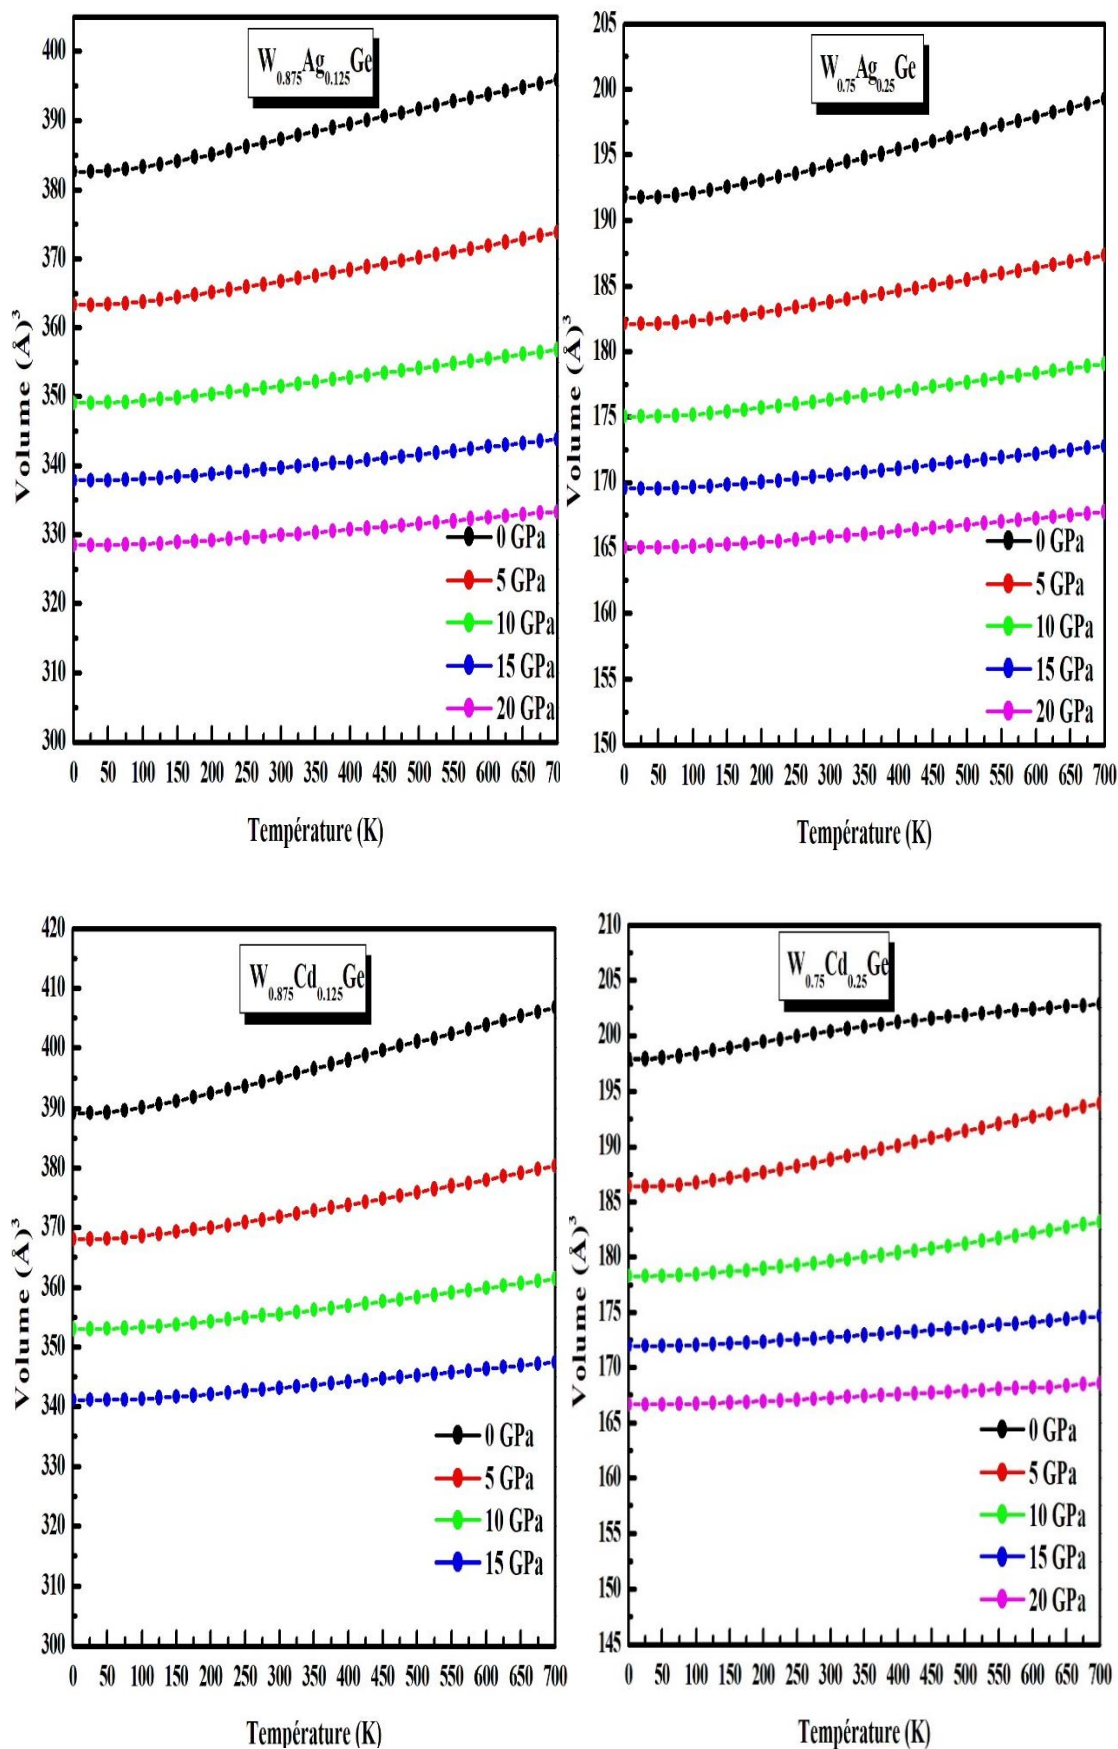 W0.875Ag0.125Ge
400
390
380
370
360
350
340
330
320
310
300
Volume (Å)³
0 GPa
5 GPa
10 GPa
15 GPa
20 GPa
0 50 100 150 200 250 300 350 400 450 500 550 600 650 70
Température (K)
W0.75Ag0.25Ge
205
200
195
190
185
180
175
170
165
160
155
150
Volume (Å)³
0 GPa
5 GPa
10 GPa
15 GPa
20 GPa
0 50 100 150 200 250 300 350 400 450 500 550 600 650 700
Température (K)
W0.875Cd0.125Ge
420
410
400
390
380
370
360
350
340
330
320
310
300
Volume (Å)³
0 GPa
5 GPa
10 GPa
15 GPa
0 50 100 150 200 250 300 350 400 450 500 550 600 650 700
Température (K)
W0.75Cd0.25Ge
210
205
200
195
190
185
180
175
170
165
160
155
150
145
Volume (Å)³
0 GPa
5 GPa
10 GPa
15 GPa
20 GPa
0 50 100 150 200 250 300 350 400 450 500 550 600 650 700
Température (K)